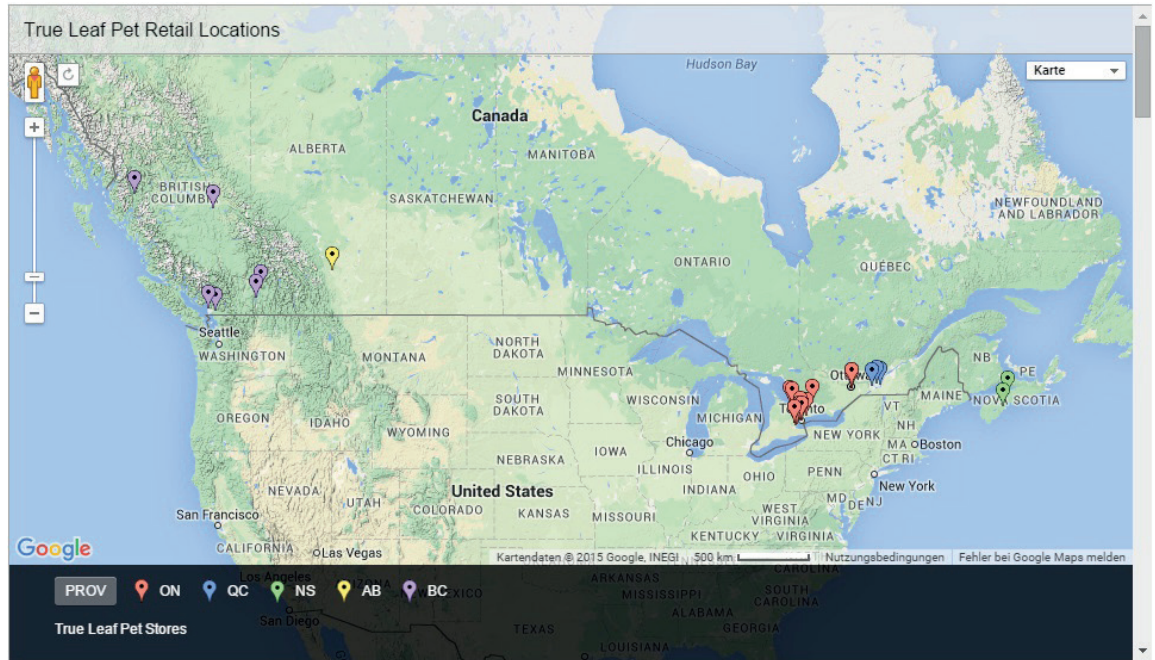 True Leaf Pet Retail Locations
Hudson Bay
Karte
Canada
ALBERTA
MANITOBA
BRITISH
COLUMBIA
SASKATCHEWAN
NEWFOUNDLAND
AND LABRADOR
ONTARIO
QUÉBEC
Seattle
WASHINGTON
MONTANA
NORTH
DAKOTA
MINNESOTA
Ottawa
NB
PE
MAINE
NOVA SCOTIA
SOUTH
DAKOTA
WISCONSIN
MICHIGAN
Toronto
VT
OREGON
IDAHO
WYOMING
NH
NEW YORK
MA
Boston
Chicago
CT RI
NEBRASKA
IOWA
ILLINOIS
INDIANA
OHIO
PENN
New York
NEVADA
UTAH
United States
COLORADO
KANSAS
MISSOURI
WEST
VIRGINIA
MD
DE
NJ
San Francisco
KENTUCKY
VIRGINIA
CALIFORNIA
Las Vegas
Google
Kartendaten © 2015 Google, INEGI
500 km
Nutzungsbedingungen
Fehler bei Google Maps melden
CAROLINA
Los Angeles
ARKANSAS
MISSISSIPPI
SOUTH
CAROLINA
PROV
ON
QC
NS
AB
BC
ALABAMA
GEORGIA
San Diego
TEXAS
True Leaf Pet Stores
LOUISIANA